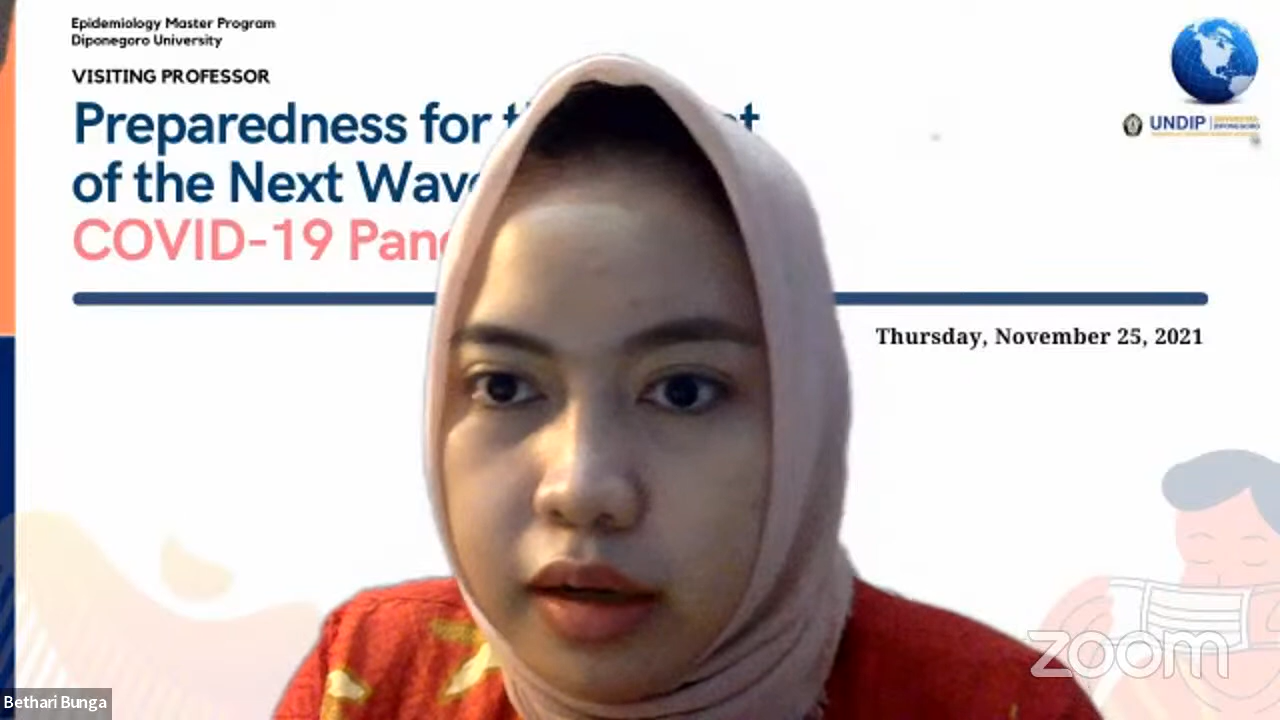 Epidemiology Master Program
Diponegoro University
VISITING PROFESSOR
Preparedness for
of the Next Wave
COVID-19
UNDIP
Thursday, November 25, 2021
zoom
Bethari Bunga